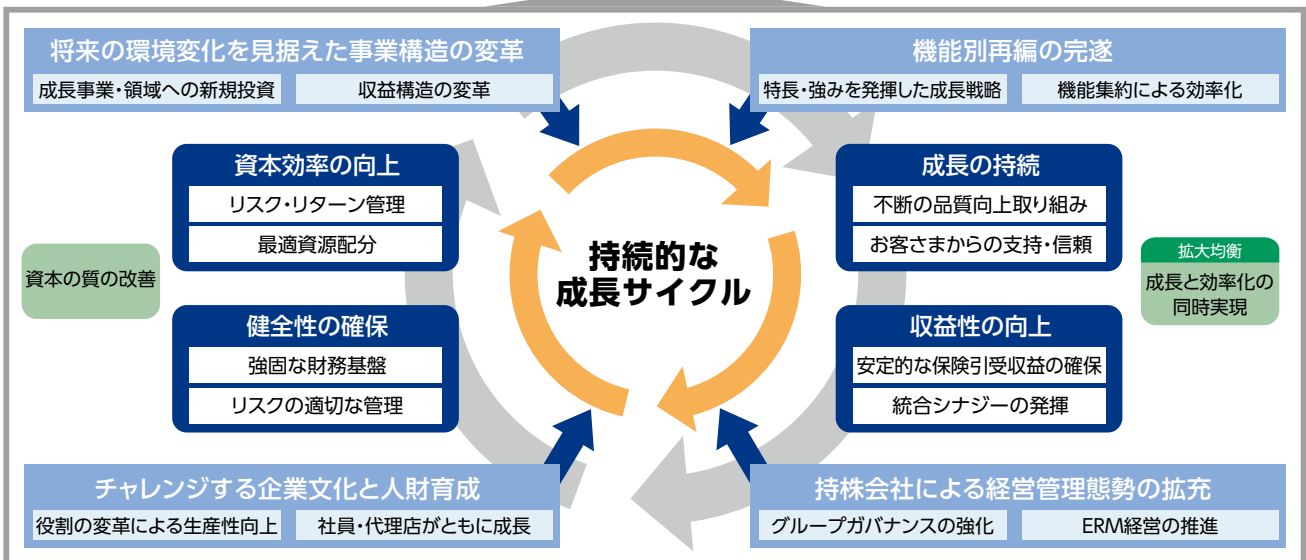 将来の環境変化を見据えた事業構造の変革
成長事業・領域への新規投資
収益構造の変革
機能別再編の完遂
特長・強みを発揮した成長戦略
機能集約による効率化
資本効率の向上
リスク・リターン管理
最適資源配分
成長の持続
不断の品質向上取り組み
お客さまからの支持・信頼
持続的な
成長サイクル
資本の質の改善
拡大均衡
成長と効率化の
同時実現
健全性の確保
強固な財務基盤
リスクの適切な管理
収益性の向上
安定的な保険引受収益の確保
統合シナジーの発揮
チャレンジする企業文化と人財育成
役割の変革による生産性向上
社員・代理店がともに成長
持株会社による経営管理態勢の拡充
グループガバナンスの強化
ERM経営の推進